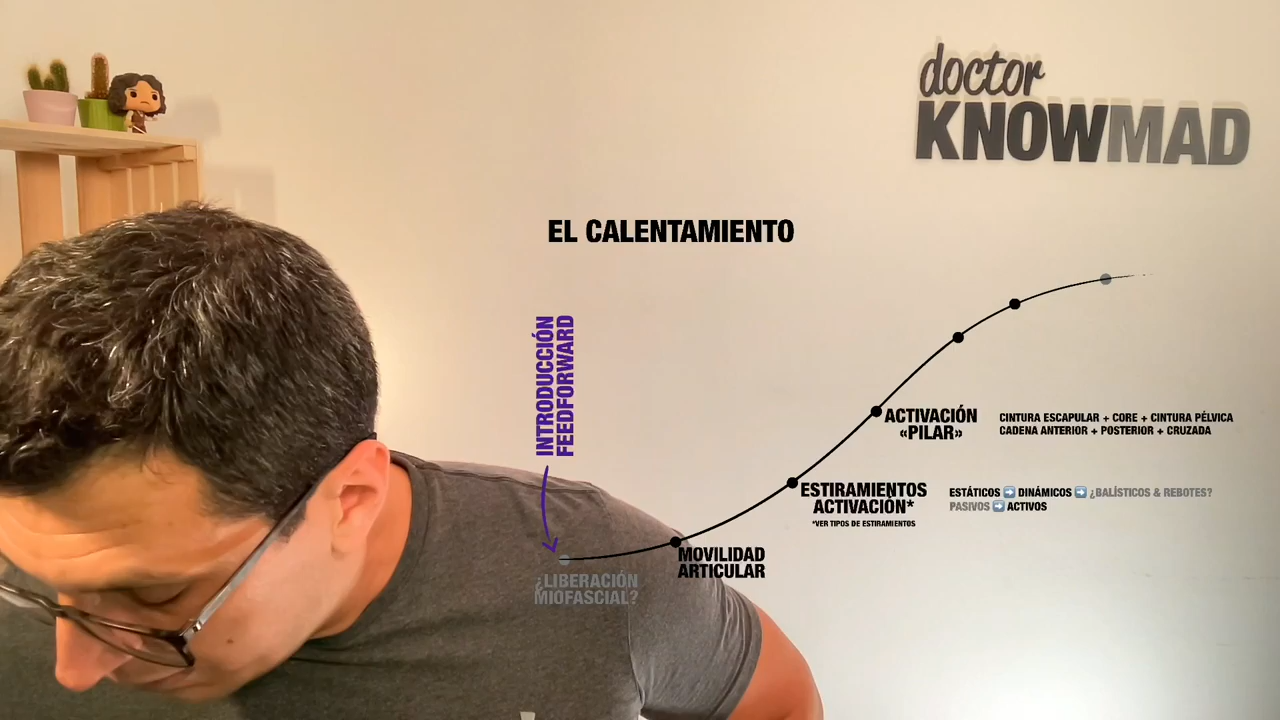 doctor
KNOWMAD
EL CALENTAMIENTO
INTRODUCCIÓN
FEEDFORWARD
ACTIVACIÓN
«PILAR»
CINTURA ESCAPULAR + CORE + CINTURA PÉLVICA
CADENA ANTERIOR + POSTERIOR + CRUZADA
ESTIRAMIENTOS
ACTIVACIÓN*
*VER TIPOS DE ESTIRAMIENTOS
ESTÁTICOS ➡ DINÁMICOS ➡ ¿BALÍSTICOS & REBOTES?
PASIVOS ➡ ACTIVOS
MOVILIDAD
ARTICULAR
¿LIBERACIÓN
MIOFASCIAL?